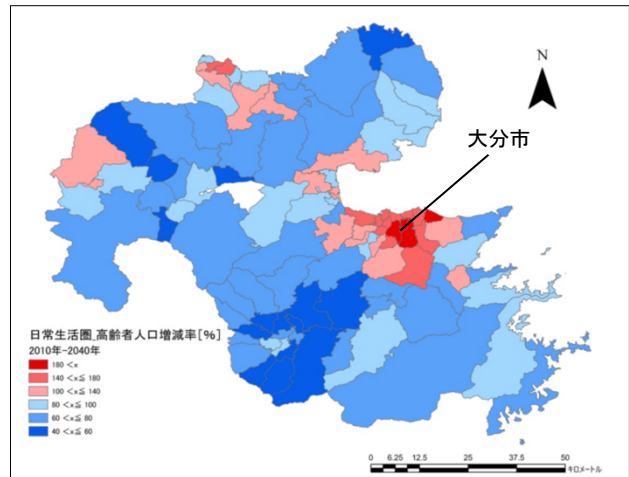 N
大分市
日常生活圏_高齢者人口増減率[%]
2010年-2040年
180 <x
140 <x≦ 180
100 <x≦ 140
80 <x≦ 100
60 <x≦ 80
40 <x≦ 60
0 6.25 12.5 25 37.5 50
キロメートル